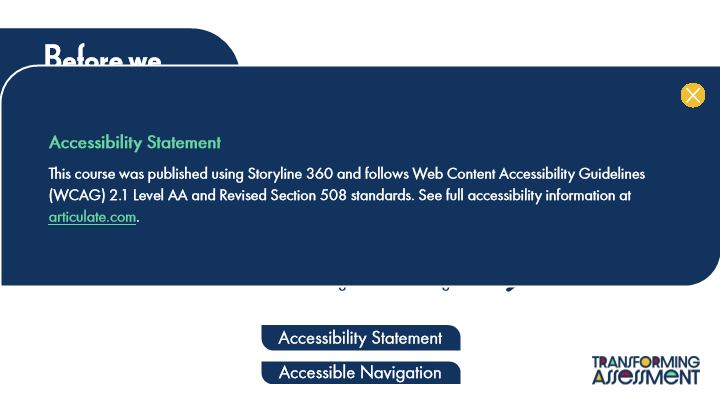 Before we
Accessibility Statement
This course was published using Storyline 360 and follows Web Content Accessibility Guidelines
(WCAG) 2.1 Level AA and Revised Section 508 standards. See full accessibility information at
articulate.com.
Accessibility Statement
Accessible Navigation
TRANSFORMING
ASSESSMENT